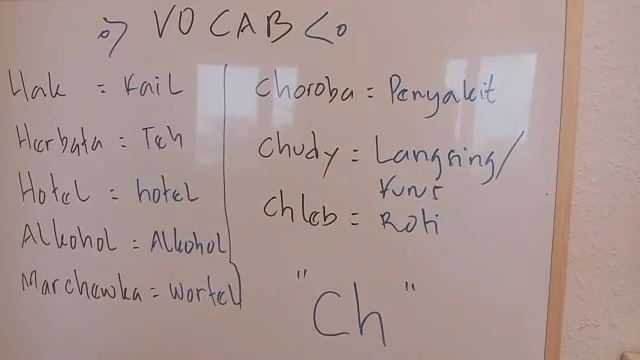 VOCAB
Hak = Kail
Herbata = Teh
Hotel = hotel
Alkohol = Alkohol
Marchewka = wortel
Choroba = Penyakit
Chudy = Langsing/
Kurus
Chleb = Roti
"Ch"